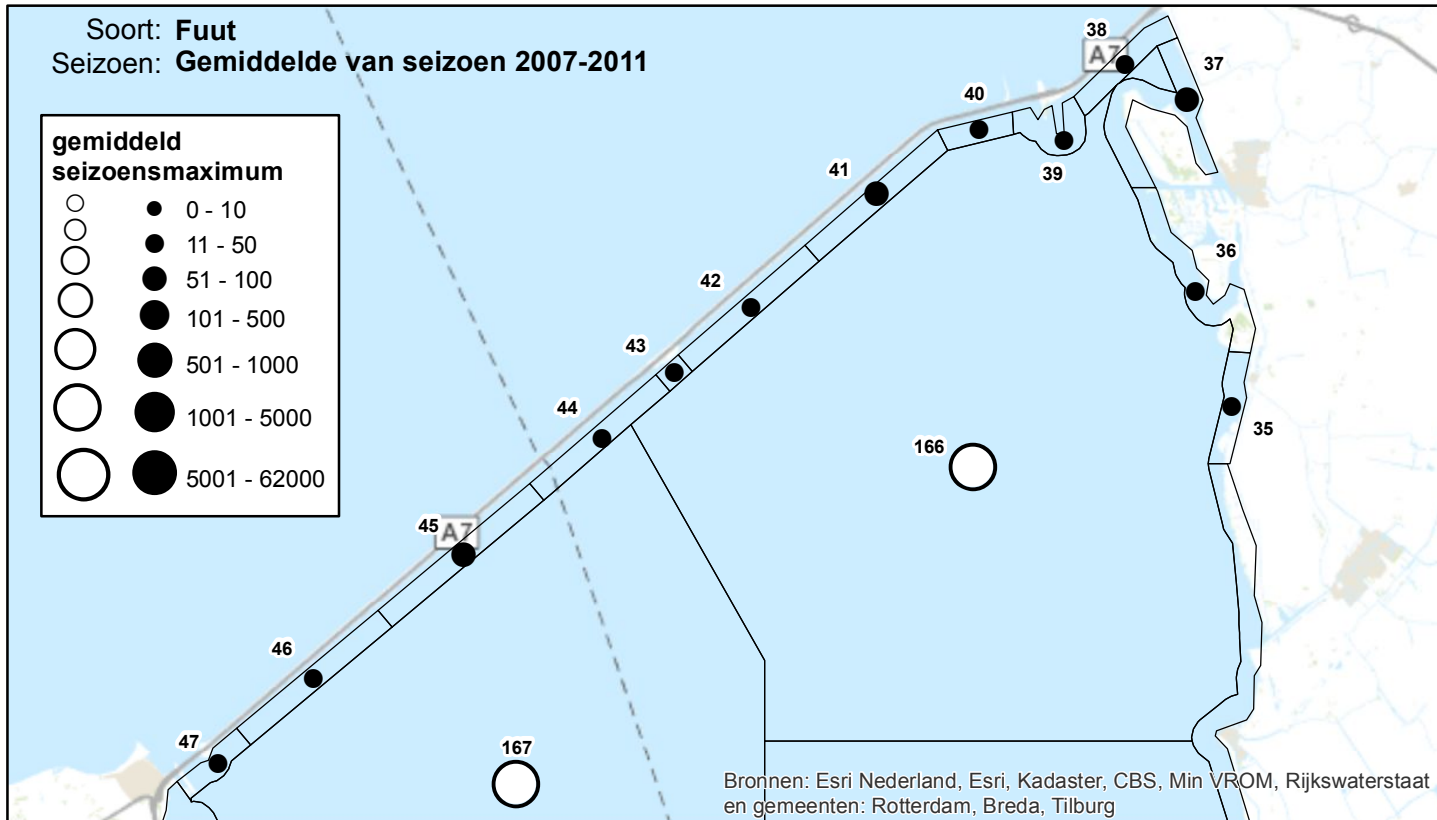 Soort: Fuut
Seizoen: Gemiddelde van seizoen 2007-2011
gemiddeld
seizoensmaximum
0 - 10
11 - 50
51 - 100
101 - 500
501 - 1000
1001 - 5000
5001 - 62000
38
A7
37
40
39
41
36
42
43
35
44
166
45
A7
46
47
167
Bronnen: Esri Nederland, Esri, Kadaster, CBS, Min VROM, Rijkswaterstaat
en gemeenten: Rotterdam, Breda, Tilburg